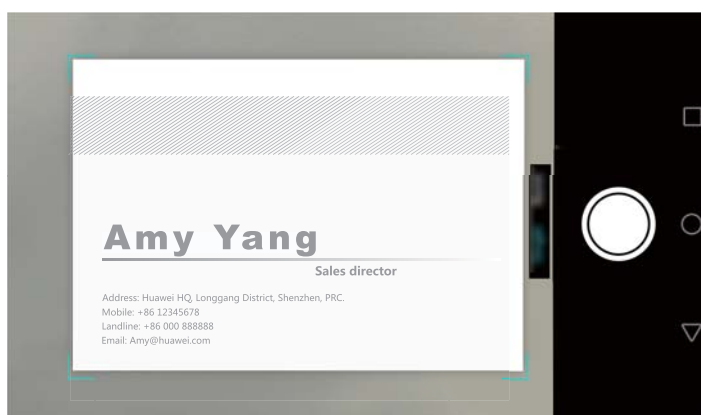 Amy Yang
Sales director
Address: Huawei HQ, Longgang District, Shenzhen, PRC.
Mobile: +86 12345678
Landline: +86 000 888888
Email: Amy@huawei.com